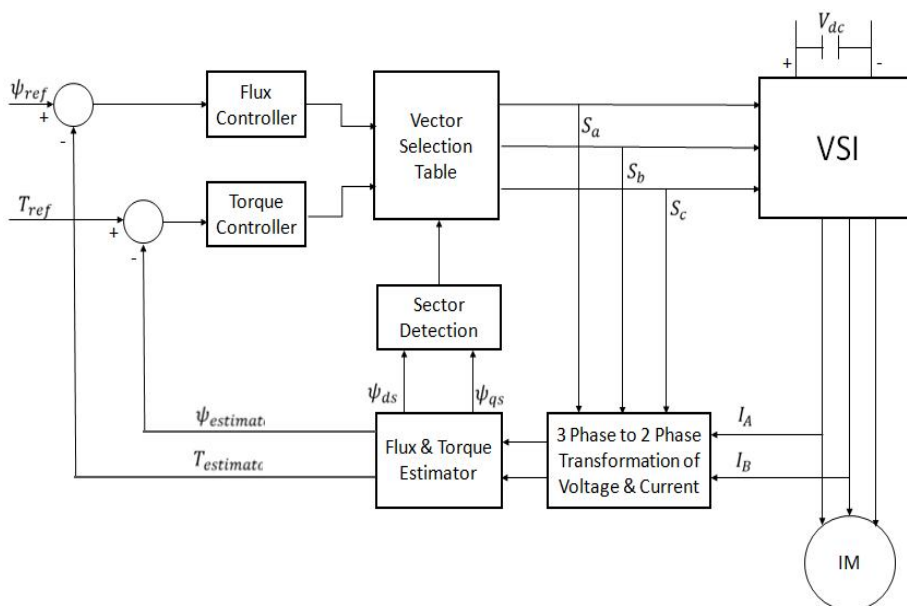 V_dc
+ -
ψ_ref
+
-
Flux
Controller
Vector
Selection
Table
S_a
S_b
S_c
VSI
T_ref
+
-
Torque
Controller
Sector
Detection
ψ_ds
ψ_qs
ψ_estimat
T_estimat
Flux & Torque
Estimator
3 Phase to 2 Phase
Transformation of
Voltage & Current
I_A
I_B
IM